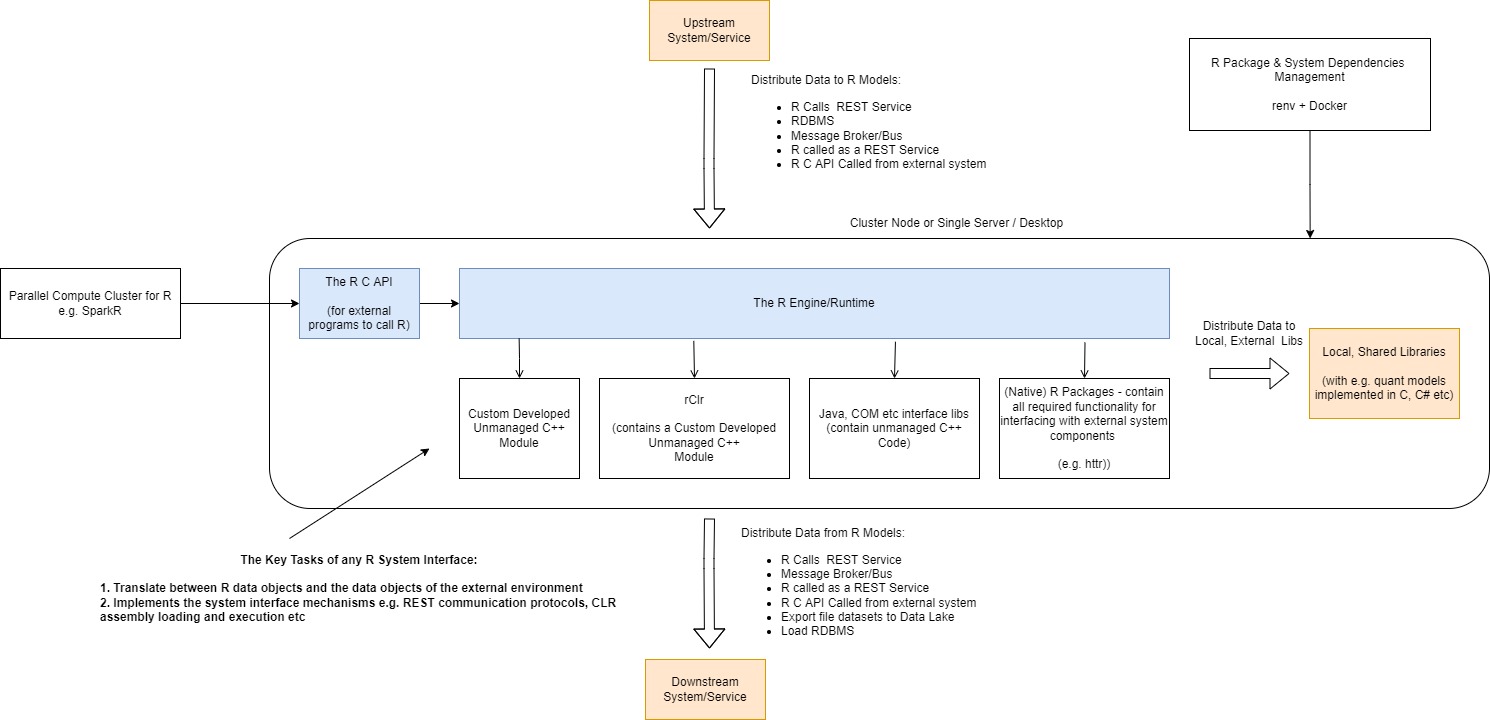 Upstream
System/Service
Distribute Data to R Models:
R Calls  REST Service
RDBMS
Message Broker/Bus
R called as a REST Service
R C API Called from external system
R Package & System Dependencies
Management
renv + Docker
Cluster Node or Single Server / Desktop
Parallel Compute Cluster for R
e.g. SparkR
The R C API
(for external
programs to call R)
The R Engine/Runtime
Custom Developed
Unmanaged C++
Module
rClr
(contains a Custom Developed
Unmanaged C++
Module
Java, COM etc interface libs
(contain unmanaged C++
Code)
(Native) R Packages - contain
all required functionality for
interfacing with external system
components
(e.g. httr))
Distribute Data to
Local, External  Libs
Local, Shared Libraries
(with e.g. quant models
implemented in C, C# etc)
The Key Tasks of any R System Interface:
1. Translate between R data objects and the data objects of the external environment
2. Implements the system interface mechanisms e.g. REST communication protocols, CLR
assembly loading and execution etc
Distribute Data from R Models:
R Calls  REST Service
Message Broker/Bus
R called as a REST Service
R C API Called from external system
Export file datasets to Data Lake
Load RDBMS
Downstream
System/Service